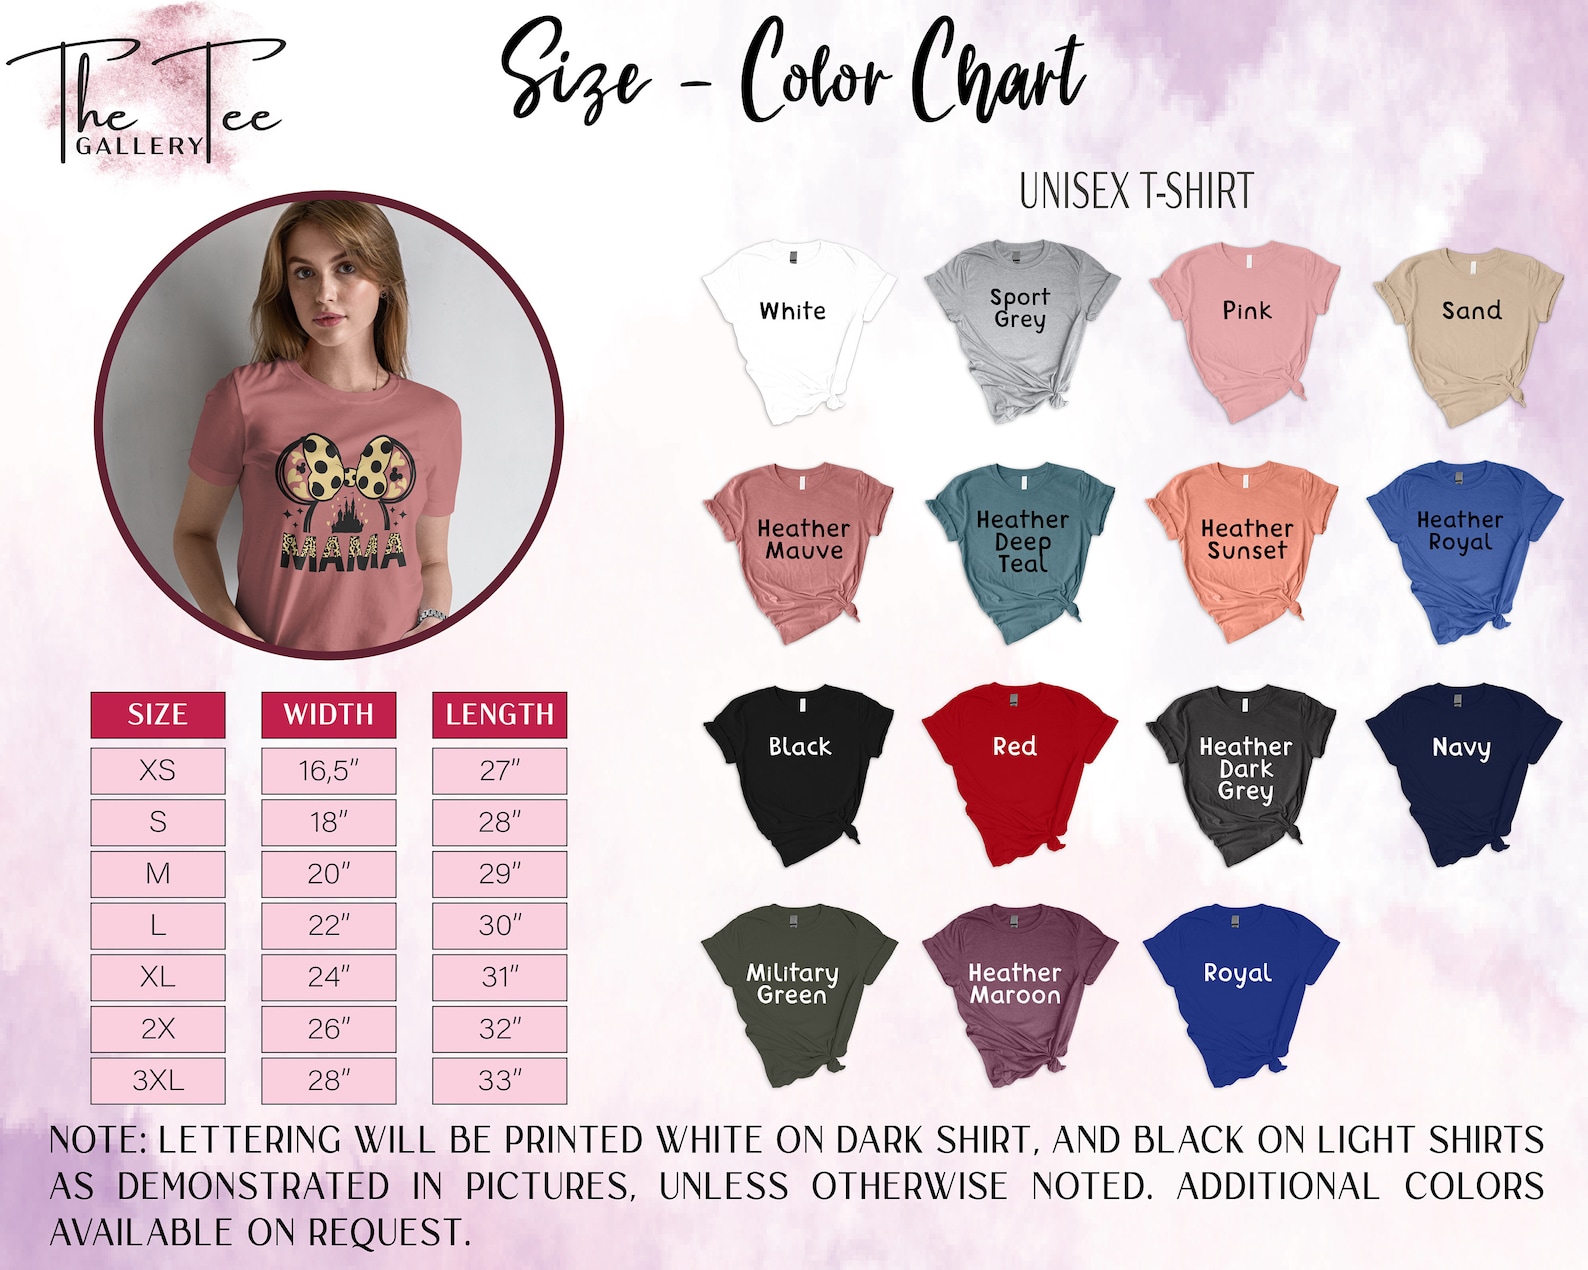 The Tee
GALLERY
Size - Color Chart
UNISEX T-SHIRT
MAMA
White
Sport
Grey
Pink
Sand
Heather
Mauve
Heather
Deep
Teal
Heather
Sunset
Heather
Royal
Black
Red
Heather
Dark
Grey
Navy
Military
Green
Heather
Maroon
Royal
SIZE WIDTH LENGTH
XS 16,5" 27"
S 18" 28"
M 20" 29"
L 22" 30"
XL 24" 31"
2X 26" 32"
3XL 28" 33"
NOTE: LETTERING WILL BE PRINTED WHITE ON DARK SHIRT, AND BLACK ON LIGHT SHIRTS
AS DEMONSTRATED IN PICTURES, UNLESS OTHERWISE NOTED. ADDITIONAL COLORS
AVAILABLE ON REQUEST.